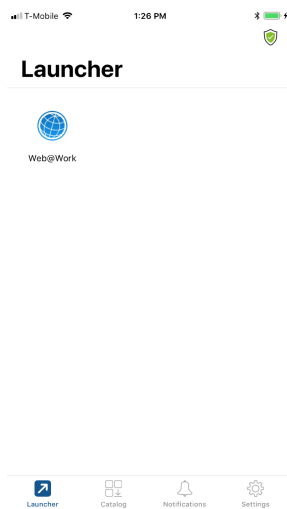 T-Mobile 1:26 PM
Launcher
Web@Work
Launcher Catalog Notifications Settings